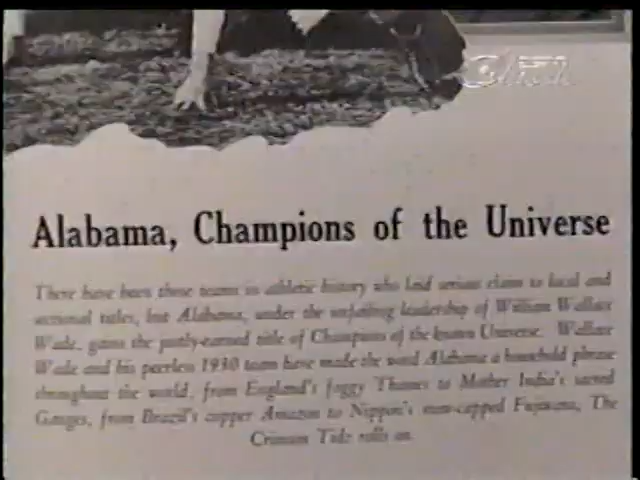 Alabama, Champions of the Universe
There have been those teams in athletic history who laid serious claim to local and
sectional titles, but Alabama, under the unfailing leadership of William Wallace
Wade, gains the justly-earned title of Champions of the known Universe. Wallace
Wade and his peerless 1930 team have made the word Alabama a household phrase
throughout the world, from England's foggy Thames to Mother India's sacred
Ganges, from Brazil's copper Amazon to Nippon's snow-capped Fujiyama, The
Crimson Tide rolls on.